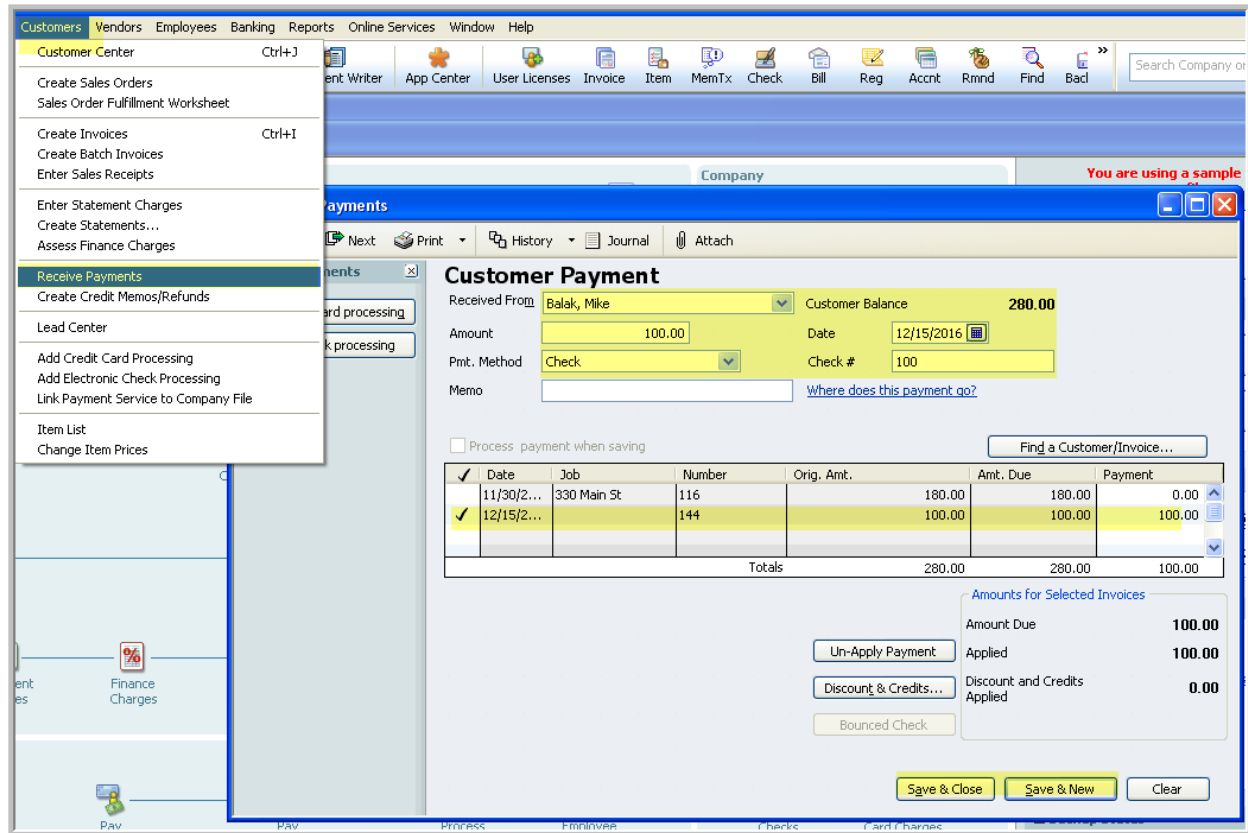 Customers Vendors Employees Banking Reports Online Services Window Help
Customer Center Ctrl+J
Create Sales Orders
Sales Order Fulfillment Worksheet
Create Invoices Ctrl+I
Create Batch Invoices
Enter Sales Receipts
Enter Statement Charges
Create Statements...
Assess Finance Charges
Receive Payments
Create Credit Memos/Refunds
Lead Center
Add Credit Card Processing
Add Electronic Check Processing
Link Payment Service to Company File
Item List
Change Item Prices
ent Writer App Center User Licenses Invoice Item MemTx Check Bill Reg Accnt Rmnd Find Bacl » Search Company or
Company
You are using a sample
ayments
Next Print History Journal Attach
ments
ard processing
k processing
Customer Payment
Received From Balak, Mike Customer Balance 280.00
Amount 100.00 Date 12/15/2016
Pmt. Method Check Check # 100
Memo Where does this payment go?
Process payment when saving Find a Customer/Invoice...
✓ Date Job Number Orig. Amt. Amt. Due Payment
11/30/2... 330 Main St 116 180.00 180.00 0.00
✓ 12/15/2... 144 100.00 100.00 100.00
Totals 280.00 280.00 100.00
Amounts for Selected Invoices
Amount Due 100.00
Un-Apply Payment Applied 100.00
Discount & Credits... Discount and Credits
Applied 0.00
Bounced Check
Save & Close Save & New Clear
ent
es
Finance
Charges
Pay Pay Process Employee Checks Card Charges